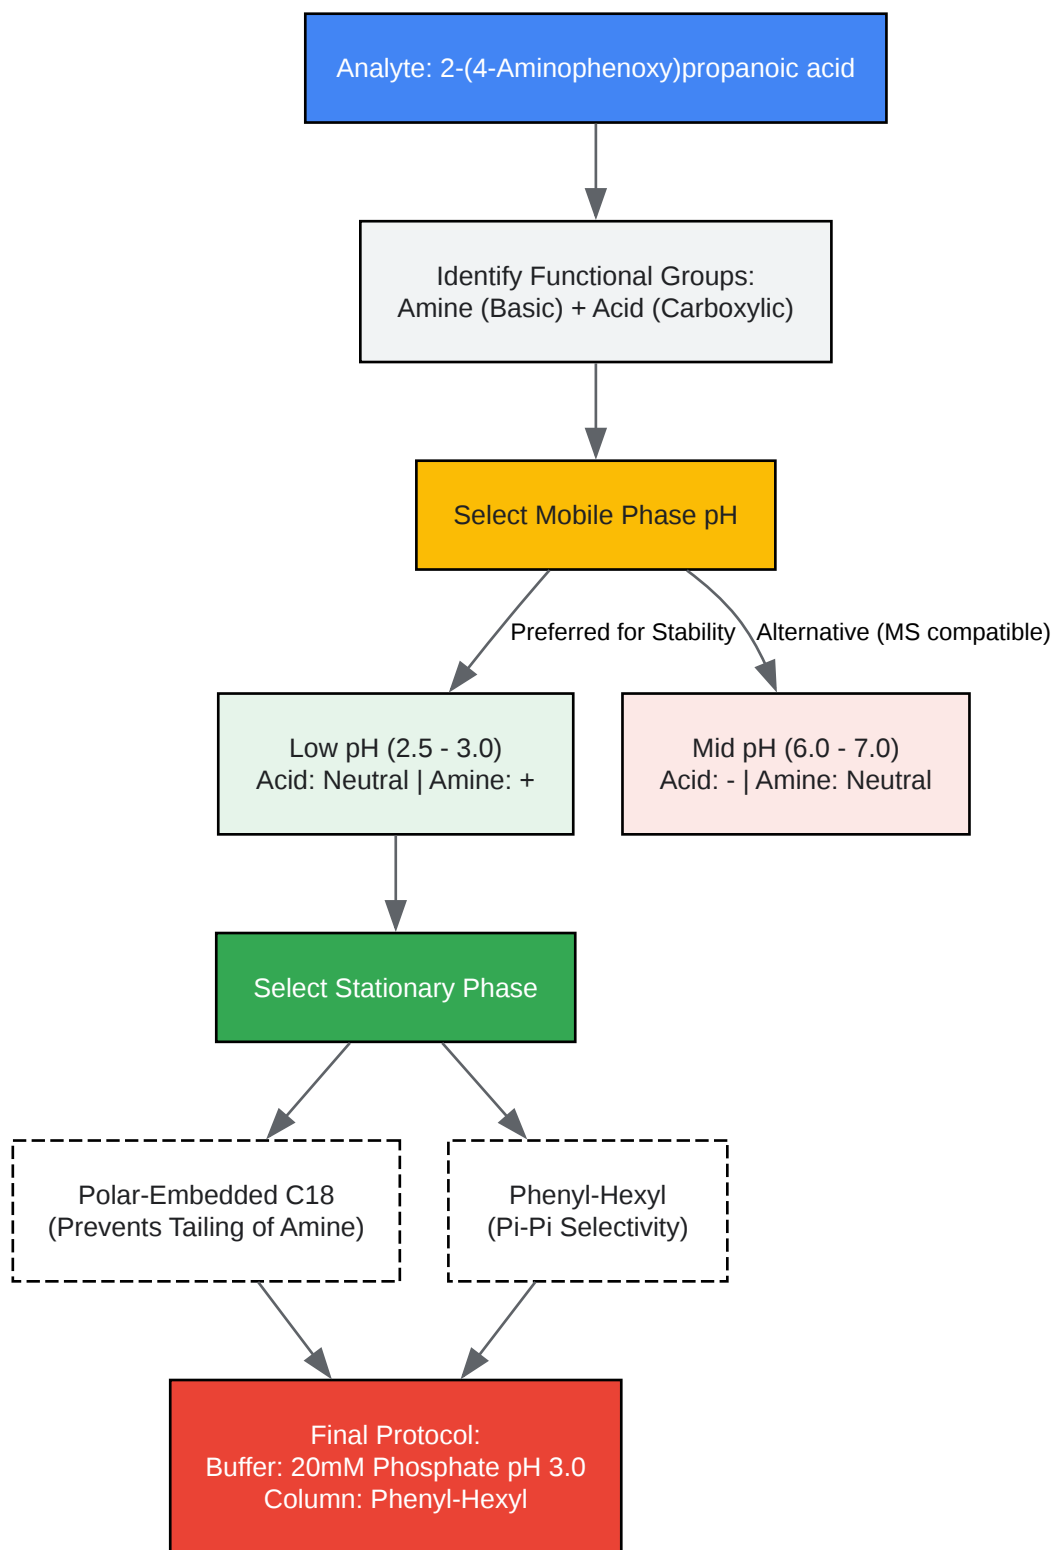 Analyte: 2-(4-Aminophenoxy)propanoic acid
Identify Functional Groups:
Amine (Basic) + Acid (Carboxylic)
Select Mobile Phase pH
Preferred for Stability
Alternative (MS compatible)
Low pH (2.5 - 3.0)
Acid: Neutral | Amine: +
Mid pH (6.0 - 7.0)
Acid: - | Amine: Neutral
Select Stationary Phase
Polar-Embedded C18
(Prevents Tailing of Amine)
Phenyl-Hexyl
(Pi-Pi Selectivity)
Final Protocol:
Buffer: 20mM Phosphate pH 3.0
Column: Phenyl-Hexyl